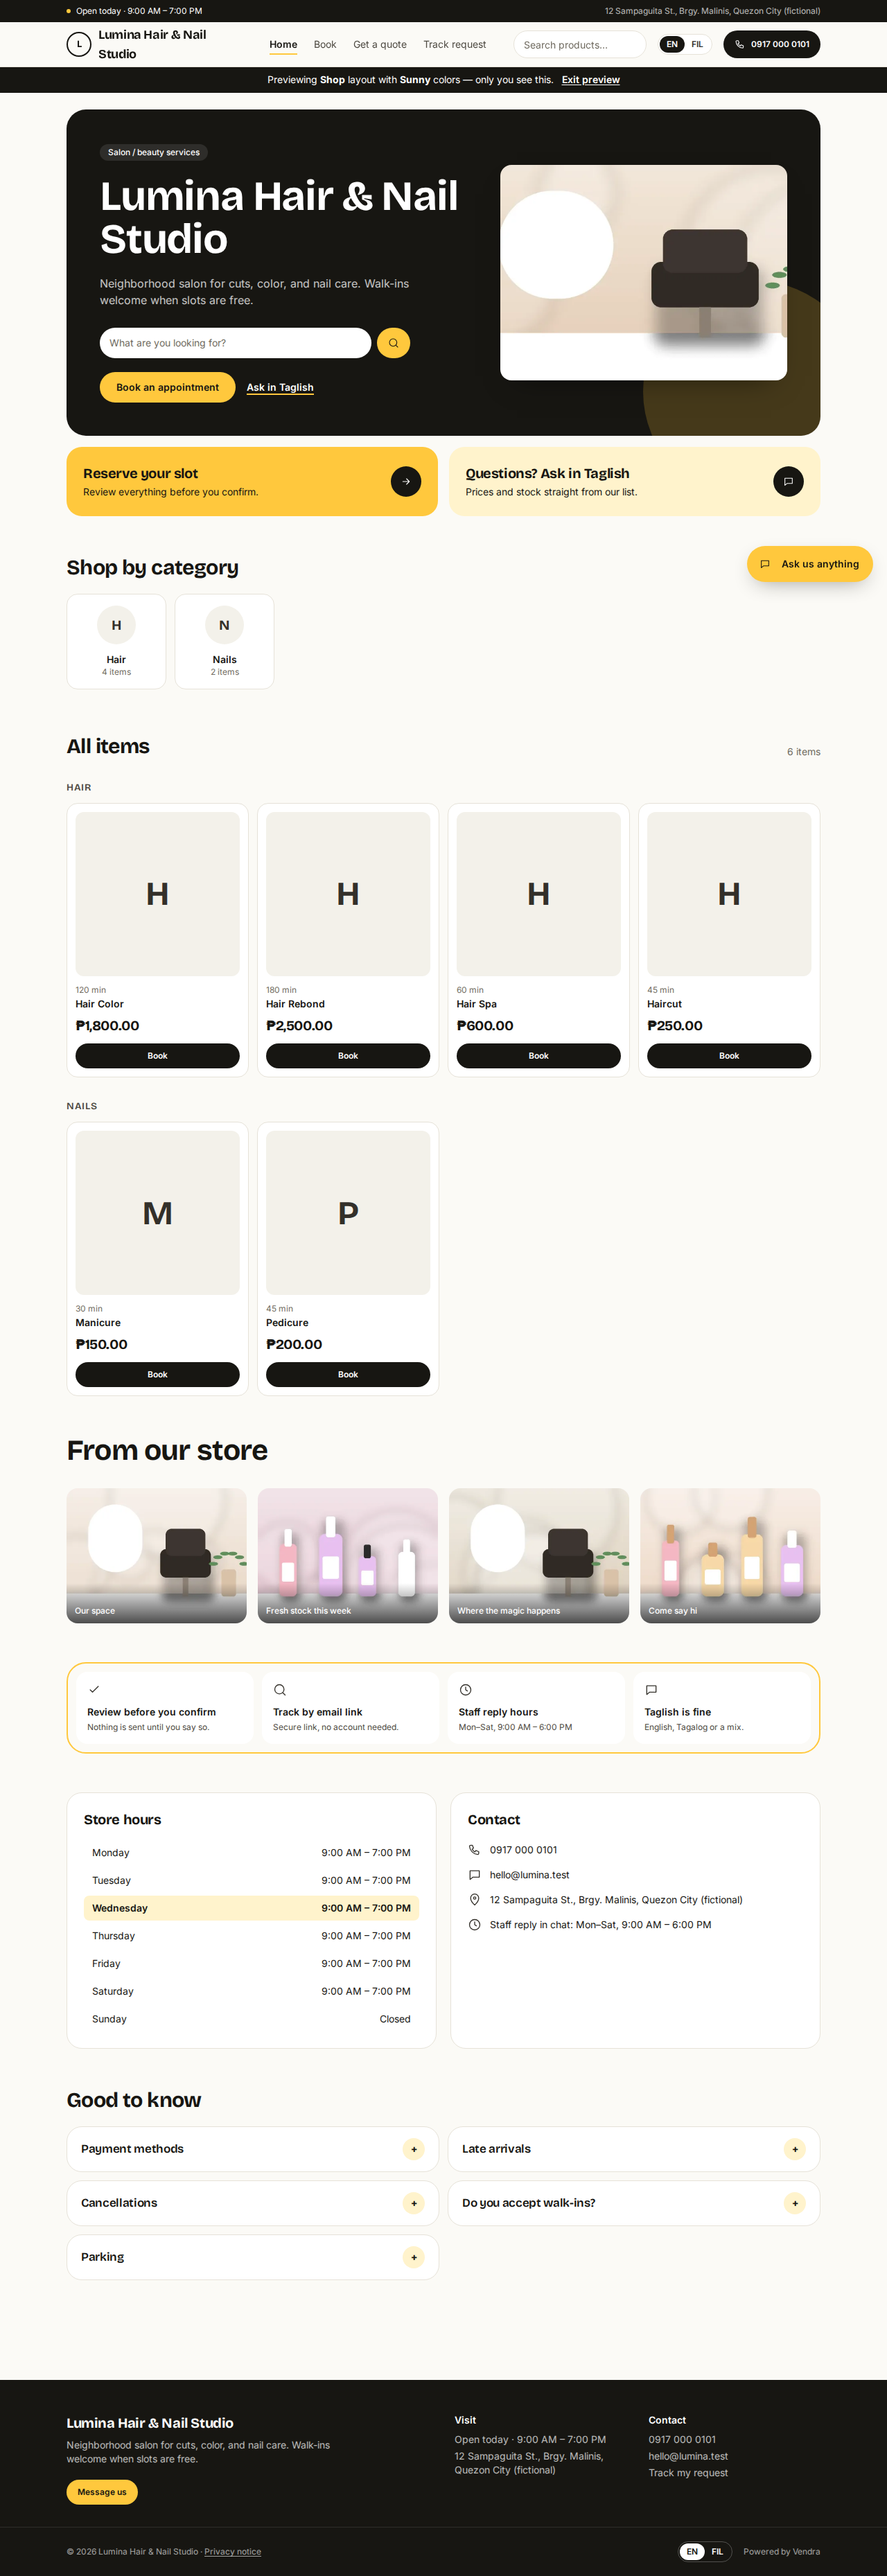 Open today · 9:00 AM – 7:00 PM
12 Sampaguita St., Brgy. Malinis, Quezon City (fictional)
L
Lumina Hair & Nail
Studio
Home
Book
Get a quote
Track request
Search products...
EN
FIL
0917 000 0101
Previewing Shop layout with Sunny colors — only you see this. Exit preview
Salon / beauty services
Lumina Hair & Nail
Studio
Neighborhood salon for cuts, color, and nail care. Walk-ins
welcome when slots are free.
What are you looking for?
Book an appointment
Ask in Taglish
Reserve your slot
Review everything before you confirm.
Questions? Ask in Taglish
Prices and stock straight from our list.
Ask us anything
Shop by category
H
Hair
4 items
N
Nails
2 items
All items
6 items
HAIR
H
120 min
Hair Color
₱1,800.00
Book
H
180 min
Hair Rebond
₱2,500.00
Book
H
60 min
Hair Spa
₱600.00
Book
H
45 min
Haircut
₱250.00
Book
NAILS
M
30 min
Manicure
₱150.00
Book
P
45 min
Pedicure
₱200.00
Book
From our store
Our space
Fresh stock this week
Where the magic happens
Come say hi
Review before you confirm
Nothing is sent until you say so.
Track by email link
Secure link, no account needed.
Staff reply hours
Mon–Sat, 9:00 AM – 6:00 PM
Taglish is fine
English, Tagalog or a mix.
Store hours
Monday 9:00 AM – 7:00 PM
Tuesday 9:00 AM – 7:00 PM
Wednesday 9:00 AM – 7:00 PM
Thursday 9:00 AM – 7:00 PM
Friday 9:00 AM – 7:00 PM
Saturday 9:00 AM – 7:00 PM
Sunday Closed
Contact
0917 000 0101
hello@lumina.test
12 Sampaguita St., Brgy. Malinis, Quezon City (fictional)
Staff reply in chat: Mon–Sat, 9:00 AM – 6:00 PM
Good to know
Payment methods +
Late arrivals +
Cancellations +
Do you accept walk-ins? +
Parking +
Lumina Hair & Nail Studio
Neighborhood salon for cuts, color, and nail care. Walk-ins
welcome when slots are free.
Message us
Visit
Open today · 9:00 AM – 7:00 PM
12 Sampaguita St., Brgy. Malinis,
Quezon City (fictional)
Contact
0917 000 0101
hello@lumina.test
Track my request
© 2026 Lumina Hair & Nail Studio · Privacy notice
EN
FIL
Powered by Vendra